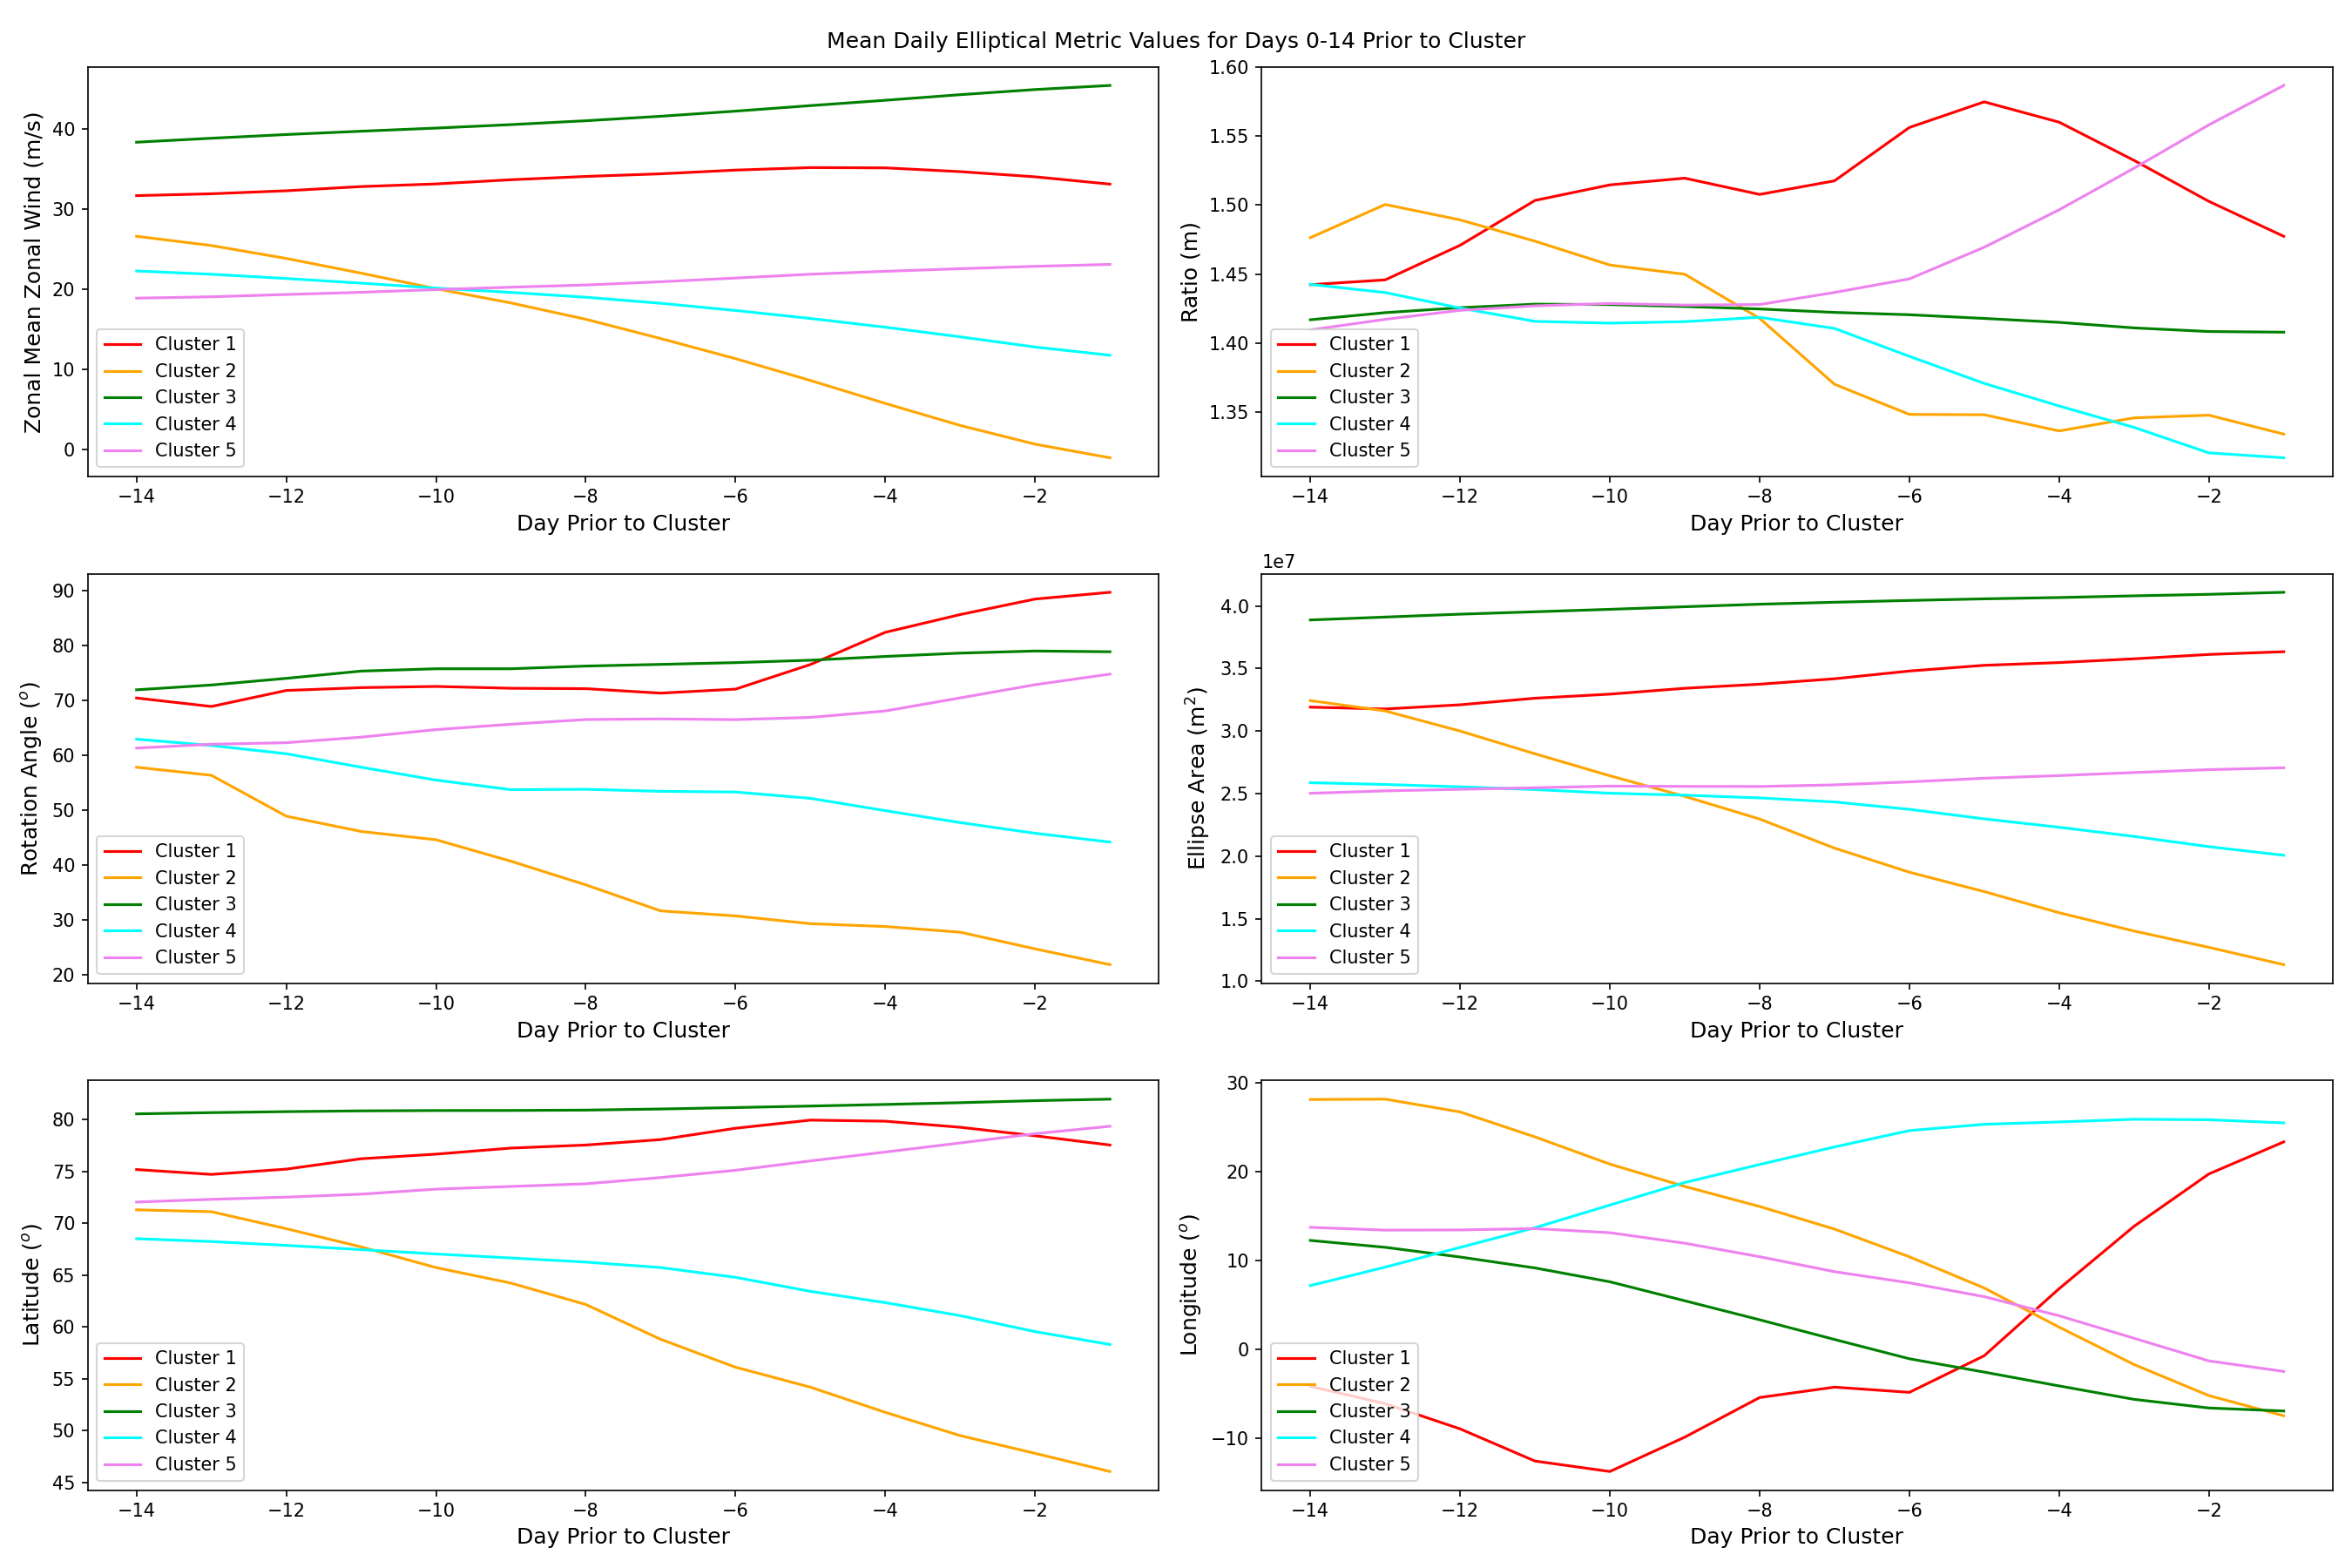 Mean Daily Elliptical Metric Values for Days 0-14 Prior to Cluster
Zonal Mean Zonal Wind (m/s)
40
30
20
10
0
Cluster 1
Cluster 2
Cluster 3
Cluster 4
Cluster 5
−14 −12 −10 −8 −6 −4 −2
Day Prior to Cluster
Ratio (m)
1.60
1.55
1.50
1.45
1.40
1.35
Cluster 1
Cluster 2
Cluster 3
Cluster 4
Cluster 5
−14 −12 −10 −8 −6 −4 −2
Day Prior to Cluster
Rotation Angle (°)
90
80
70
60
50
40
30
20
Cluster 1
Cluster 2
Cluster 3
Cluster 4
Cluster 5
−14 −12 −10 −8 −6 −4 −2
Day Prior to Cluster
1e7
Ellipse Area (m²)
4.0
3.5
3.0
2.5
2.0
1.5
1.0
Cluster 1
Cluster 2
Cluster 3
Cluster 4
Cluster 5
−14 −12 −10 −8 −6 −4 −2
Day Prior to Cluster
Latitude (°)
80
75
70
65
60
55
50
45
Cluster 1
Cluster 2
Cluster 3
Cluster 4
Cluster 5
−14 −12 −10 −8 −6 −4 −2
Day Prior to Cluster
Longitude (°)
30
20
10
0
−10
Cluster 1
Cluster 2
Cluster 3
Cluster 4
Cluster 5
−14 −12 −10 −8 −6 −4 −2
Day Prior to Cluster